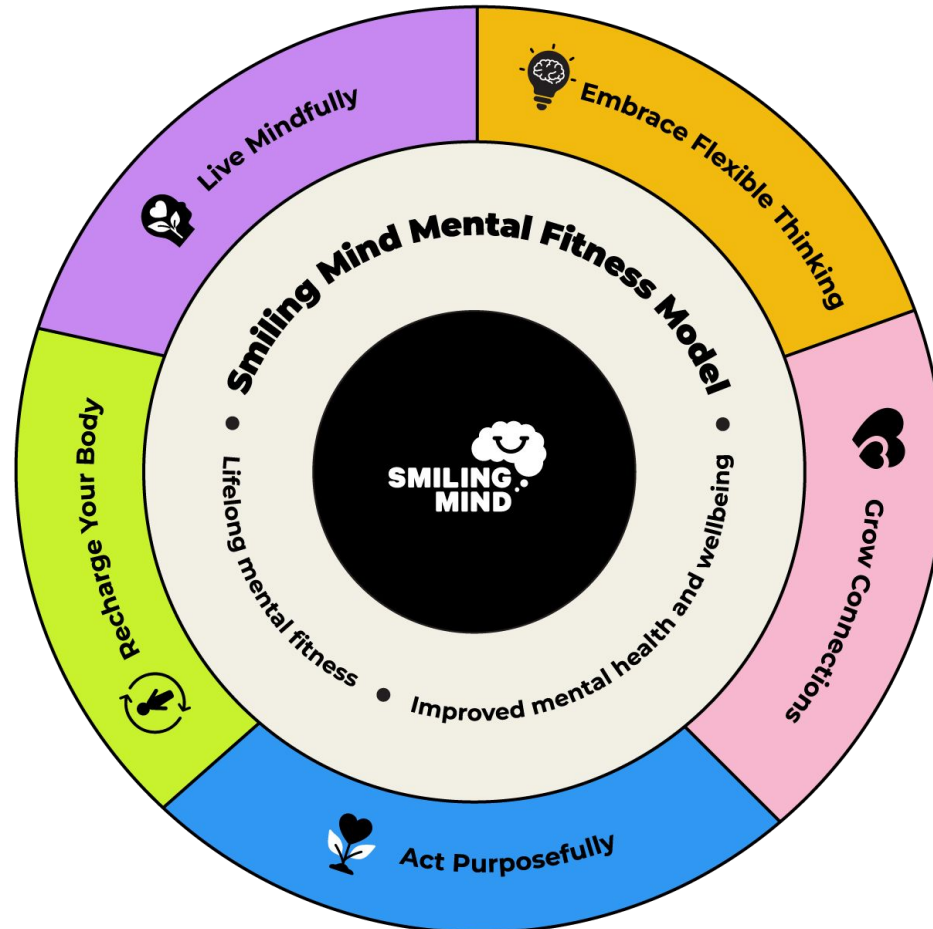 Live Mindfully
Embrace Flexible Thinking
Grow Connections
Act Purposefully
Recharge Your Body
Smiling Mind Mental Fitness Model
Improved mental health and wellbeing
Lifelong mental fitness
SMILING
MIND